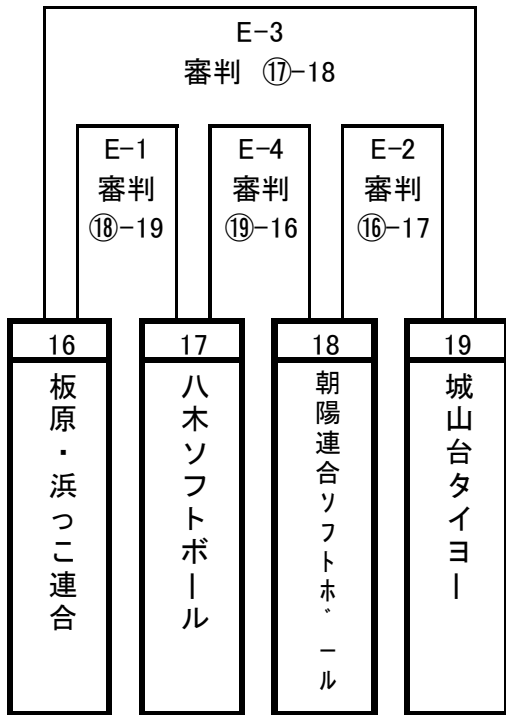 E-3
審判 ⑰-18
E-1
審判
⑱-19
E-4
審判
⑲-16
E-2
審判
⑯-17
16
板原・浜っこ連合
17
八木ソフトボール
18
朝陽連合ソフトボール
19
城山台タイヨー